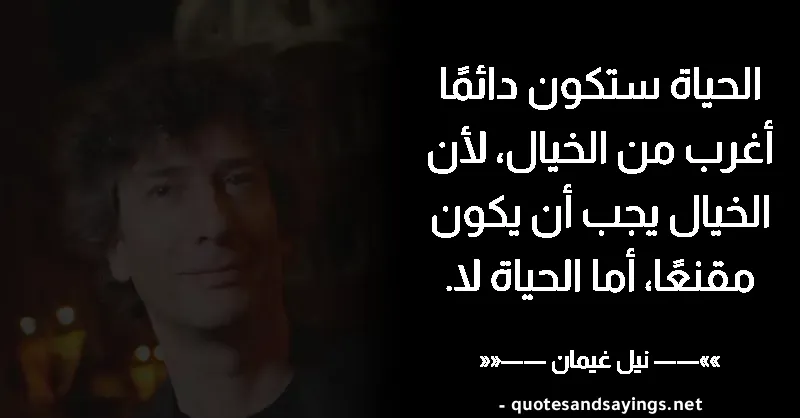 الحياة ستكون دائمًا
أغرب من الخيال، لأن
الخيال يجب أن يكون
مقنعًا، أما الحياة لا.
»»—— نيل غيمان ——««
- quotesandsayings.net